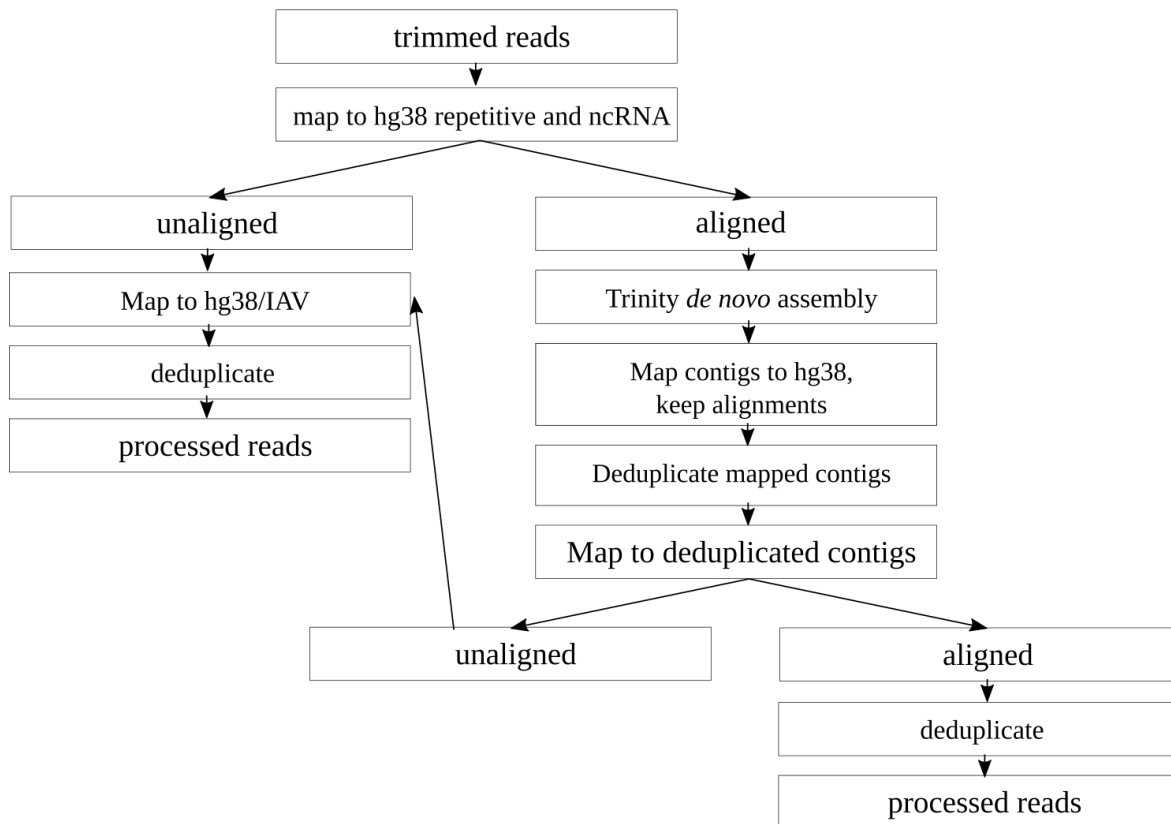 trimmed reads
map to hg38 repetitive and ncRNA
unaligned
Map to hg38/IAV
deduplicate
processed reads
aligned
Trinity de novo assembly
Map contigs to hg38,
keep alignments
Deduplicate mapped contigs
Map to deduplicated contigs
unaligned
aligned
deduplicate
processed reads